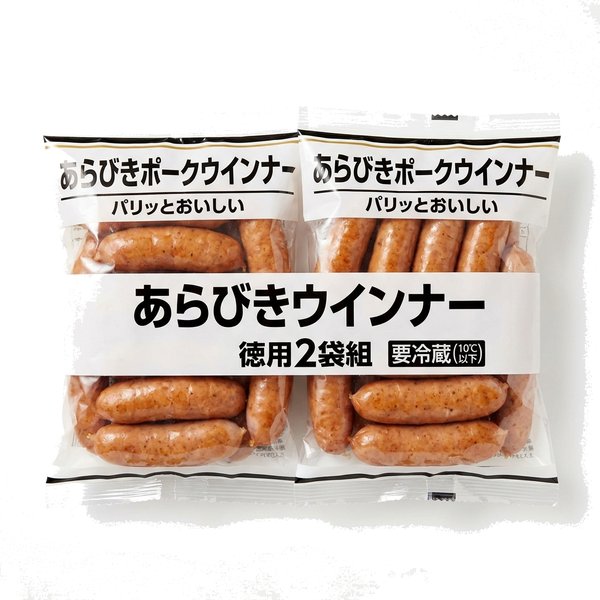 あらびきポークウインナー
パリッとおいしい
あらびきポークウインナー
パリッとおいしい
あらびきウインナー
徳用2袋組 要冷蔵(10℃以下)